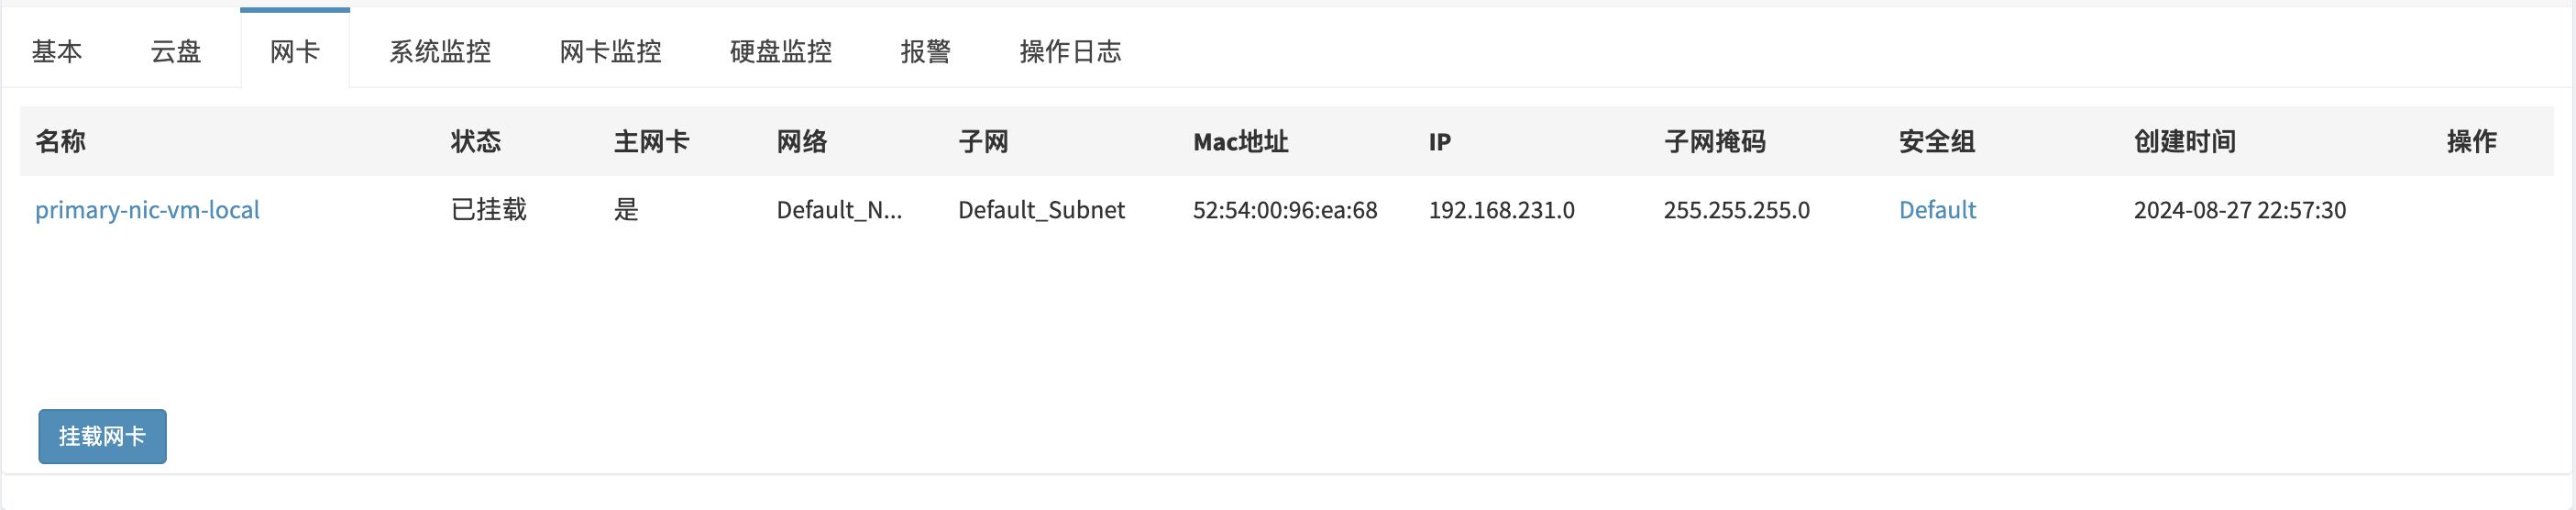 基本 云盘 网卡 系统监控 网卡监控 硬盘监控 报警 操作日志
名称 状态 主网卡 网络 子网 Mac地址 IP 子网掩码 安全组 创建时间 操作
primary-nic-vm-local 已挂载 是 Default_N... Default_Subnet 52:54:00:96:ea:68 192.168.231.0 255.255.255.0 Default 2024-08-27 22:57:30
挂载网卡